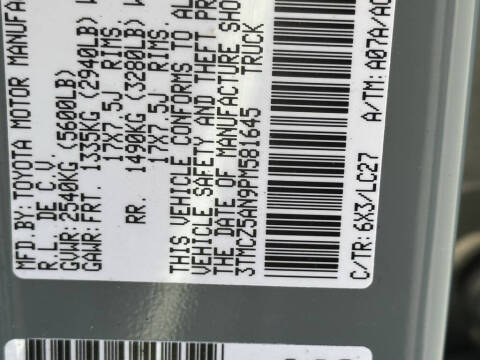 MFD.BY:TOYOTA MOTOR MANUFA
R.L. DE C.V.
GVWR: 2540KG (5600LB)
GAWR:FRT. 1335KG (2940LB) W
17X7.5J RIMS.
RR. 1490KG (3280LB) W
17X7.5J RIMS.
THIS VEHICLE CONFORMS TO AL
VEHICLE SAFETY AND THEFT PR
THE DATE OF MANUFACTURE SHO
3TMCZ5AN9PM581645 TRUCK
C/TR:6X3/LC27 A/TM: A07A/AC